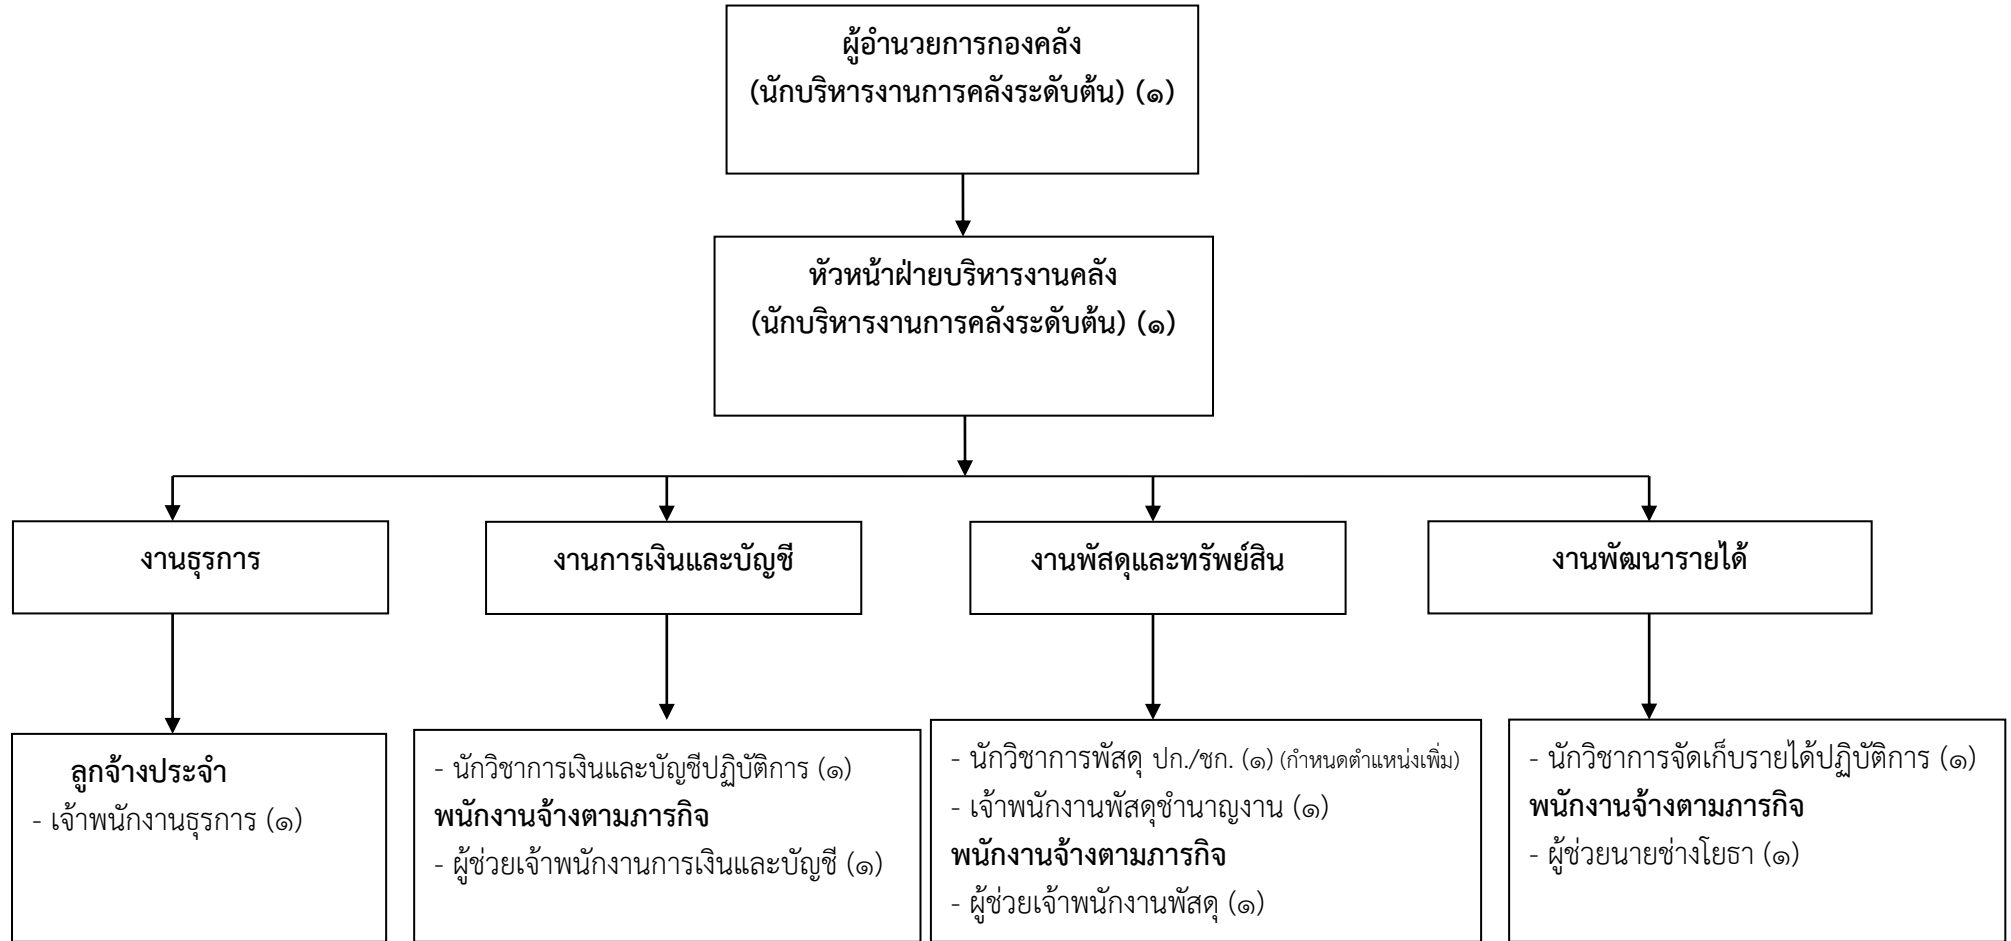 ผู้อำนวยการกองคลัง
(นักบริหารงานการคลังระดับต้น) (๑)
หัวหน้าฝ่ายบริหารงานคลัง
(นักบริหารงานการคลังระดับต้น) (๑)
งานธุรการ
งานการเงินและบัญชี
งานพัสดุและทรัพย์สิน
งานพัฒนารายได้
ลูกจ้างประจำ
- เจ้าพนักงานธุรการ (๑)
- นักวิชาการเงินและบัญชีปฏิบัติการ (๑)
พนักงานจ้างตามภารกิจ
- ผู้ช่วยเจ้าพนักงานการเงินและบัญชี (๑)
- นักวิชาการพัสดุ ปก./ชก. (๑) (กำหนดตำแหน่งเพิ่ม)
- เจ้าพนักงานพัสดุชำนาญงาน (๑)
พนักงานจ้างตามภารกิจ
- ผู้ช่วยเจ้าพนักงานพัสดุ (๑)
- นักวิชาการจัดเก็บรายได้ปฏิบัติการ (๑)
พนักงานจ้างตามภารกิจ
- ผู้ช่วยนายช่างโยธา (๑)